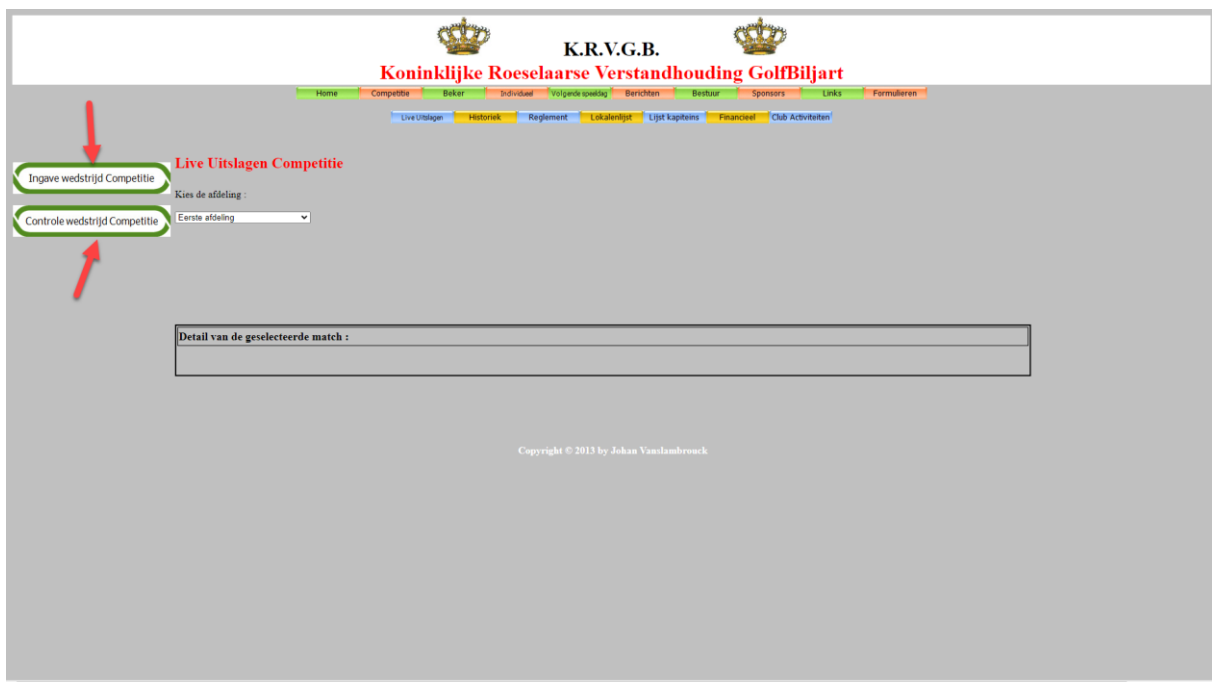 K.R.V.G.B.
Koninklijke Roeselaarse Verstandhouding GolfBiljart
Home Competitie Beker Individueel Volgende speeldag Berichten Bestuur Sponsors Links Formulieren
Live Uitslagen Historiek Reglement Lokalenlijst Lijst kapiteins Financieel Club Activiteiten
Live Uitslagen Competitie
Ingave wedstrijd Competitie
Kies de afdeling :
Controle wedstrijd Competitie
Eerste afdeling
Detail van de geselecteerde match :
Copyright © 2013 by Johan Vanslambrouck